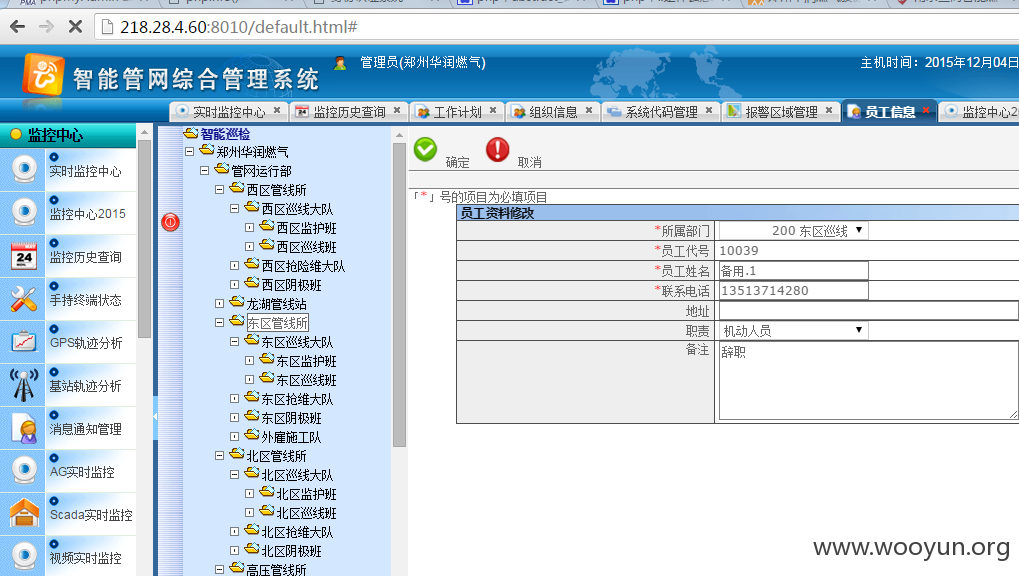 218.28.4.60:8010/default.html#
智能管网综合管理系统
管理员(郑州华润燃气)
主机时间：2015年12月04日
实时监控中心
监控历史查询
工作计划
组织信息
系统代码管理
报警区域管理
员工信息
监控中心
实时监控中心
监控中心2015
监控历史查询
手持终端状态
GPS轨迹分析
基站轨迹分析
消息通知管理
AG实时监控
Scada实时监控
视频实时监控
智能巡检
郑州华润燃气
管网运行部
西区管线所
西区巡线大队
西区监护班
西区巡线班
西区抢险维大队
西区阴极班
龙湖管线站
东区管线所
东区巡线大队
东区监护班
东区巡线班
东区抢维大队
东区阴极班
外雇施工队
北区管线所
北区巡线大队
北区监护班
北区巡线班
北区抢维大队
北区阴极班
高压管线所
确定
取消
「*」号的项目为必填项目
员工资料修改
*所属部门 200 东区巡线
*员工代号 10039
*员工姓名 备用.1
*联系电话 13513714280
地址
职责 机动人员
备注 辞职
www.wooyun.org